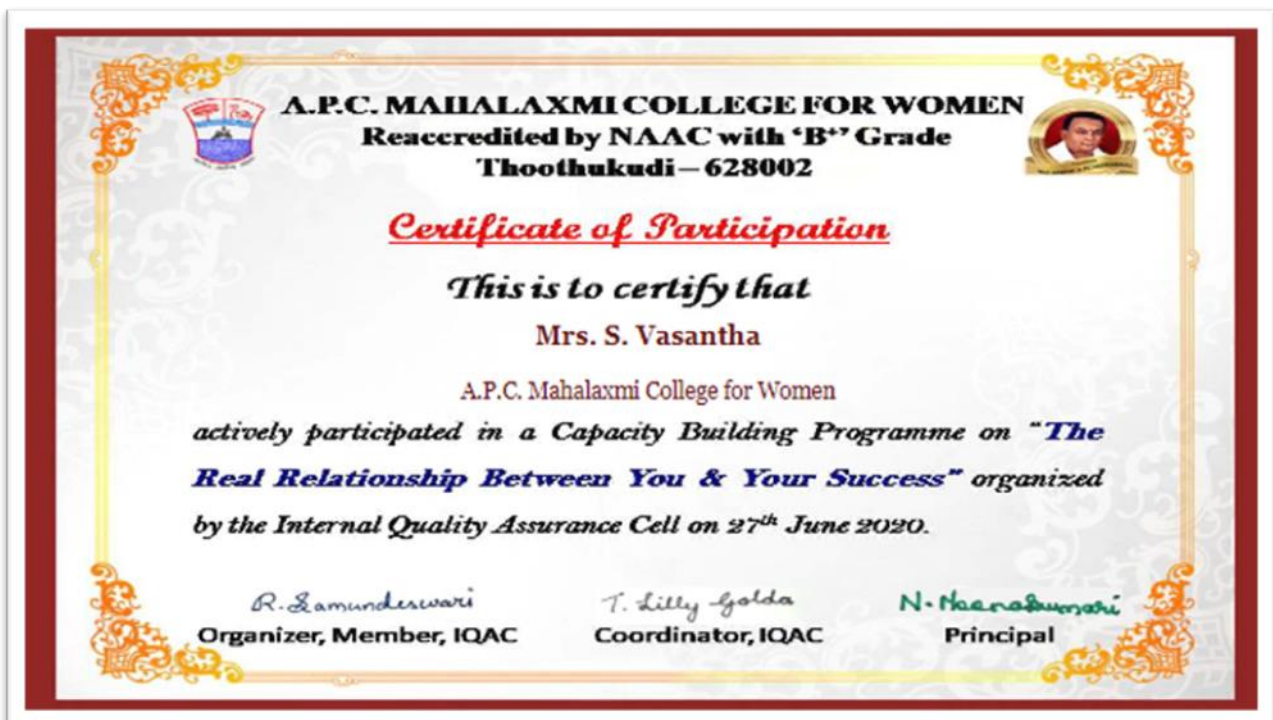 A.P.C. MAHALAXMI COLLEGE FOR WOMEN
Reaccredited by NAAC with ‘B+’ Grade
Thoothukudi – 628002
Certificate of Participation
This is to certify that
Mrs. S. Vasantha
A.P.C. Mahalaxmi College for Women
actively participated in a Capacity Building Programme on “The
Real Relationship Between You & Your Success” organized
by the Internal Quality Assurance Cell on 27th June 2020.
T. Lilly Golda
Organizer, Member, IQAC Coordinator, IQAC Principal